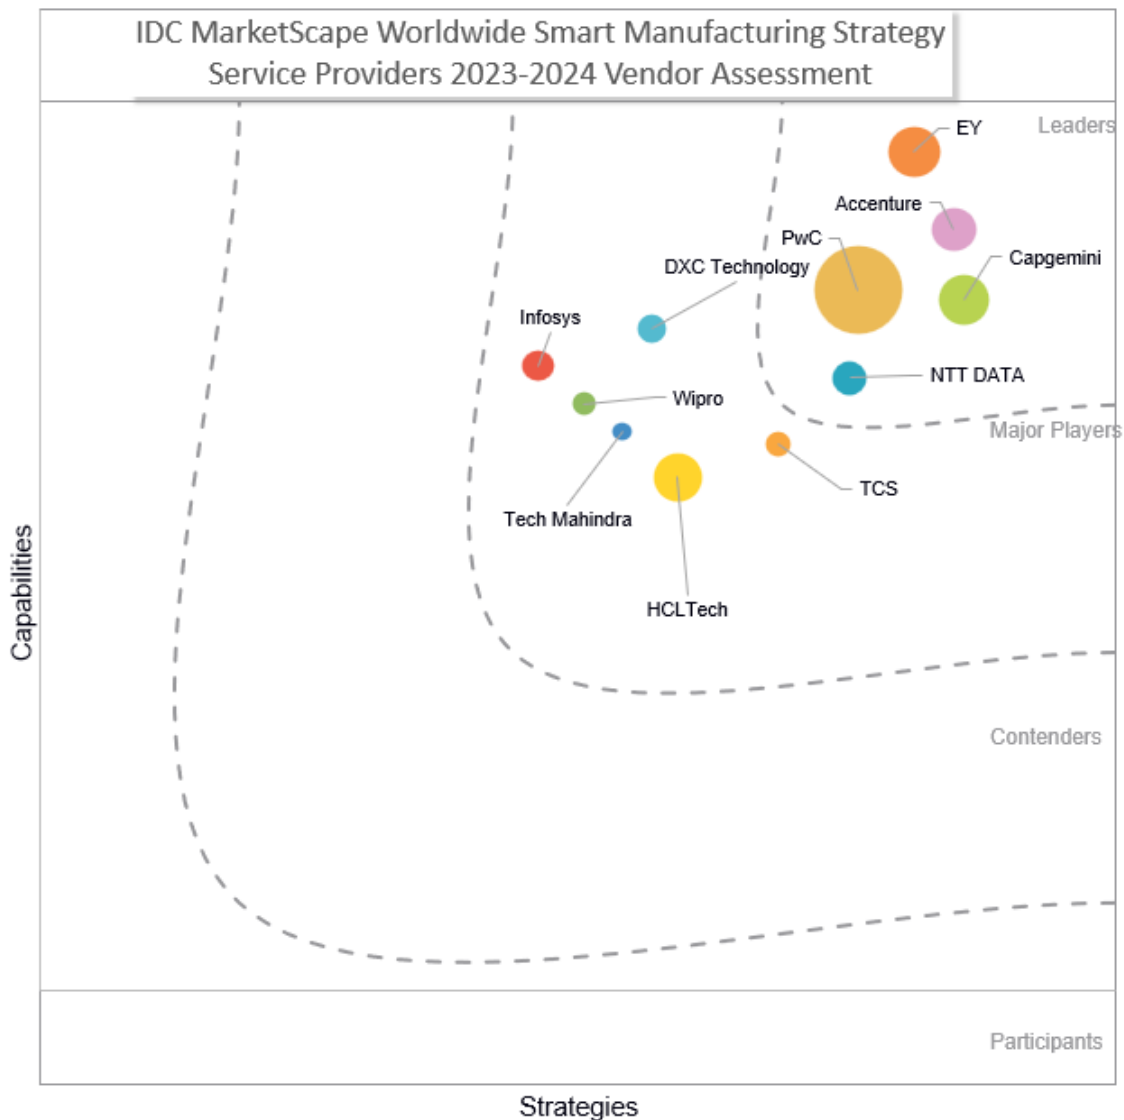 IDC MarketScape Worldwide Smart Manufacturing Strategy
Service Providers 2023-2024 Vendor Assessment
Leaders
EY
Accenture
PwC
Capgemini
DXC Technology
Infosys
NTT DATA
Wipro
Major Players
TCS
Tech Mahindra
HCLTech
Capabilities
Contenders
Participants
Strategies